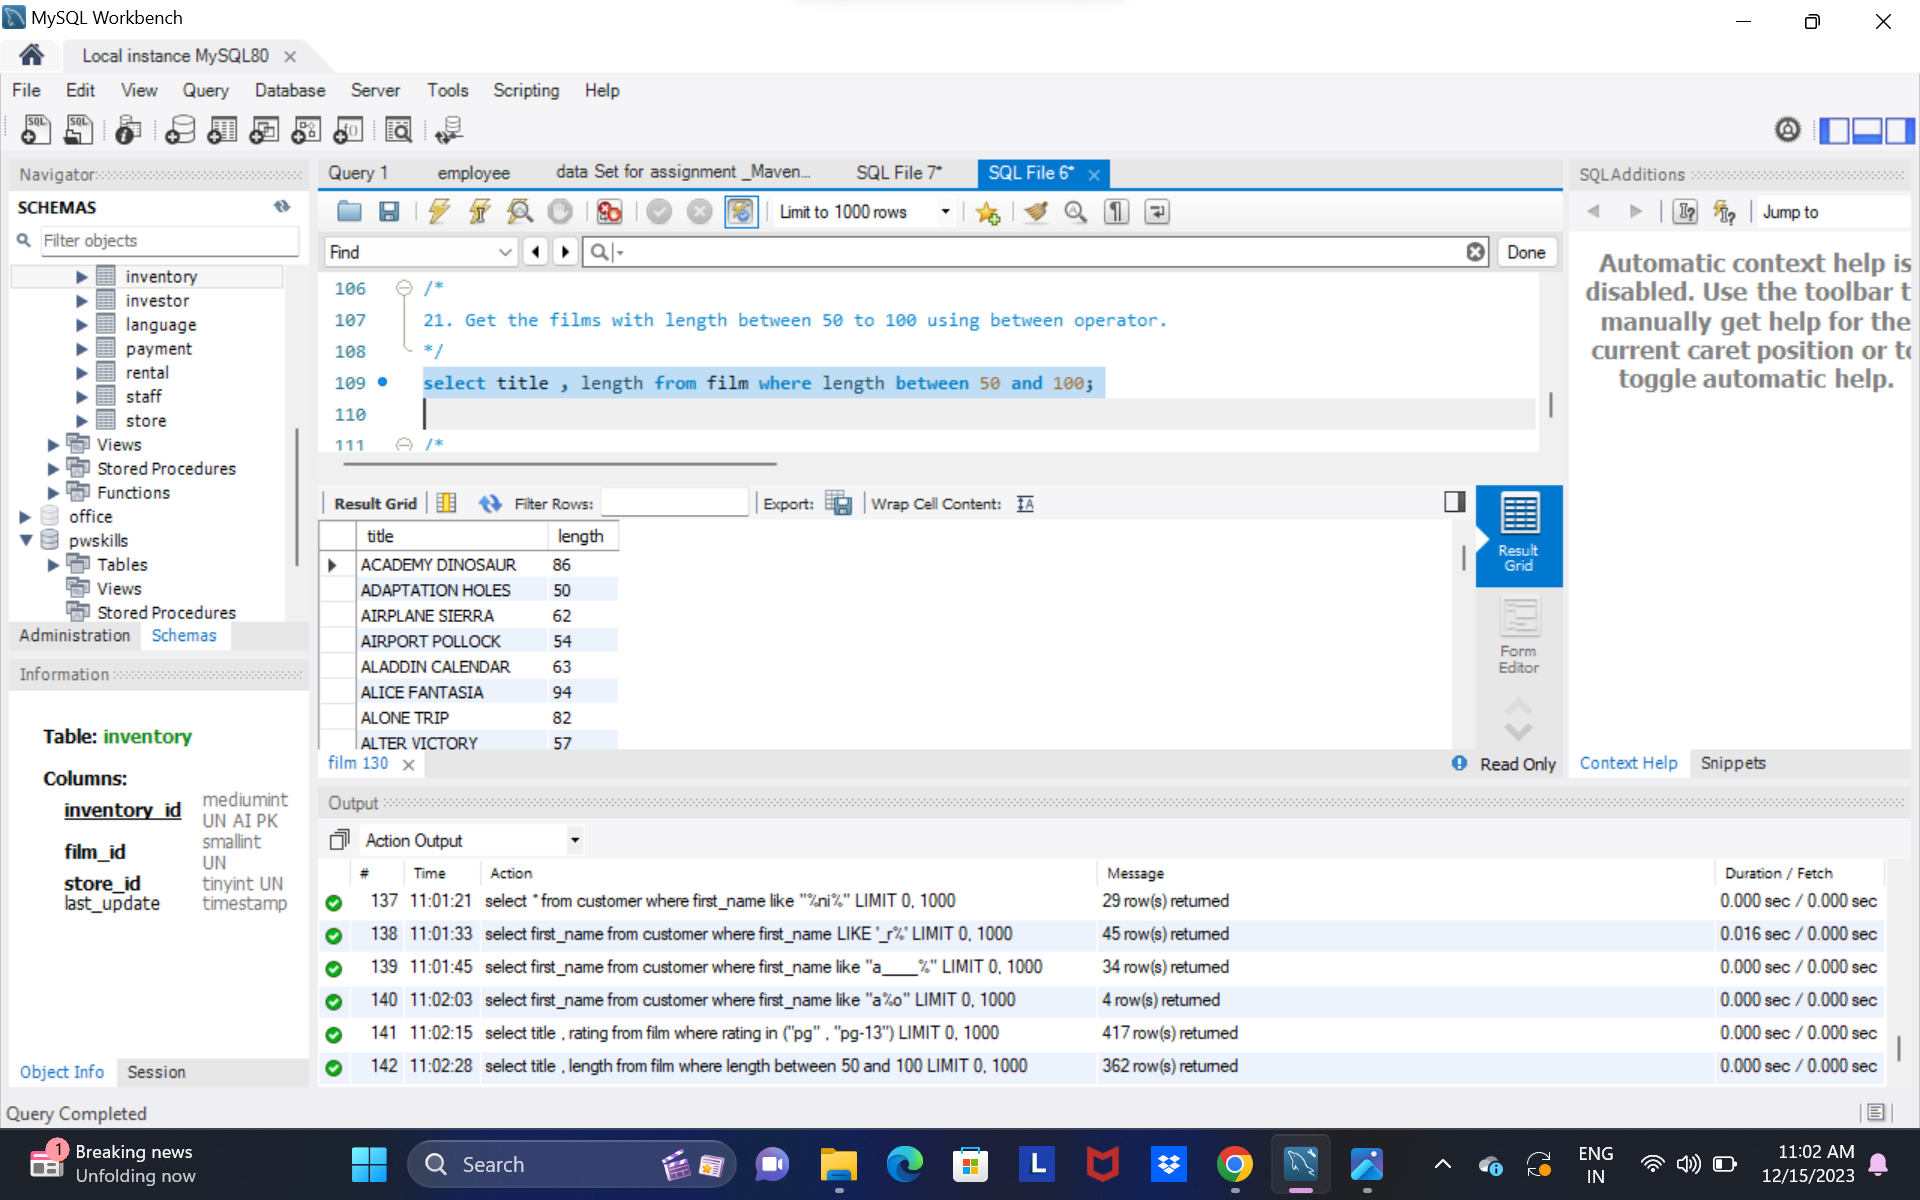 MySQL Workbench
Local instance MySQL80
File Edit View Query Database Server Tools Scripting Help
Navigator
SCHEMAS
Filter objects
inventory
investor
language
payment
rental
staff
store
Views
Stored Procedures
Functions
office
pwskills
Tables
Views
Stored Procedures
Administration Schemas
Information
Table: inventory
Columns:
inventory_id mediumint
UN AI PK
film_id smallint
UN
store_id tinyint UN
last_update timestamp
Object Info Session
Query Completed
Query 1 employee data Set for assignment _Maven... SQL File 7* SQL File 6*
Limit to 1000 rows
Find Done
106 /*
107 21. Get the films with length between 50 to 100 using between operator.
108 */
109 select title , length from film where length between 50 and 100;
110
111 /*
Result Grid Filter Rows: Export: Wrap Cell Content:
title length
ACADEMY DINOSAUR 86
ADAPTATION HOLES 50
AIRPLANE SIERRA 62
AIRPORT POLLOCK 54
ALADDIN CALENDAR 63
ALICE FANTASIA 94
ALONE TRIP 82
ALTER VICTORY 57
Result
Grid
Form
Editor
film 130 Read Only
SQLAdditions
Jump to
Automatic context help is
disabled. Use the toolbar t
manually get help for the
current caret position or to
toggle automatic help.
Context Help Snippets
Output
Action Output
# Time Action Message Duration / Fetch
137 11:01:21 select * from customer where first_name like "%ni%" LIMIT 0, 1000 29 row(s) returned 0.000 sec / 0.000 sec
138 11:01:33 select first_name from customer where first_name LIKE '_r%' LIMIT 0, 1000 45 row(s) returned 0.016 sec / 0.000 sec
139 11:01:45 select first_name from customer where first_name like "a____%" LIMIT 0, 1000 34 row(s) returned 0.000 sec / 0.000 sec
140 11:02:03 select first_name from customer where first_name like "a%o" LIMIT 0, 1000 4 row(s) returned 0.000 sec / 0.000 sec
141 11:02:15 select title , rating from film where rating in ("pg" , "pg-13") LIMIT 0, 1000 417 row(s) returned 0.000 sec / 0.000 sec
142 11:02:28 select title , length from film where length between 50 and 100 LIMIT 0, 1000 362 row(s) returned 0.000 sec / 0.000 sec
1 Breaking news
Unfolding now
Search
L
ENG
IN
11:02 AM
12/15/2023